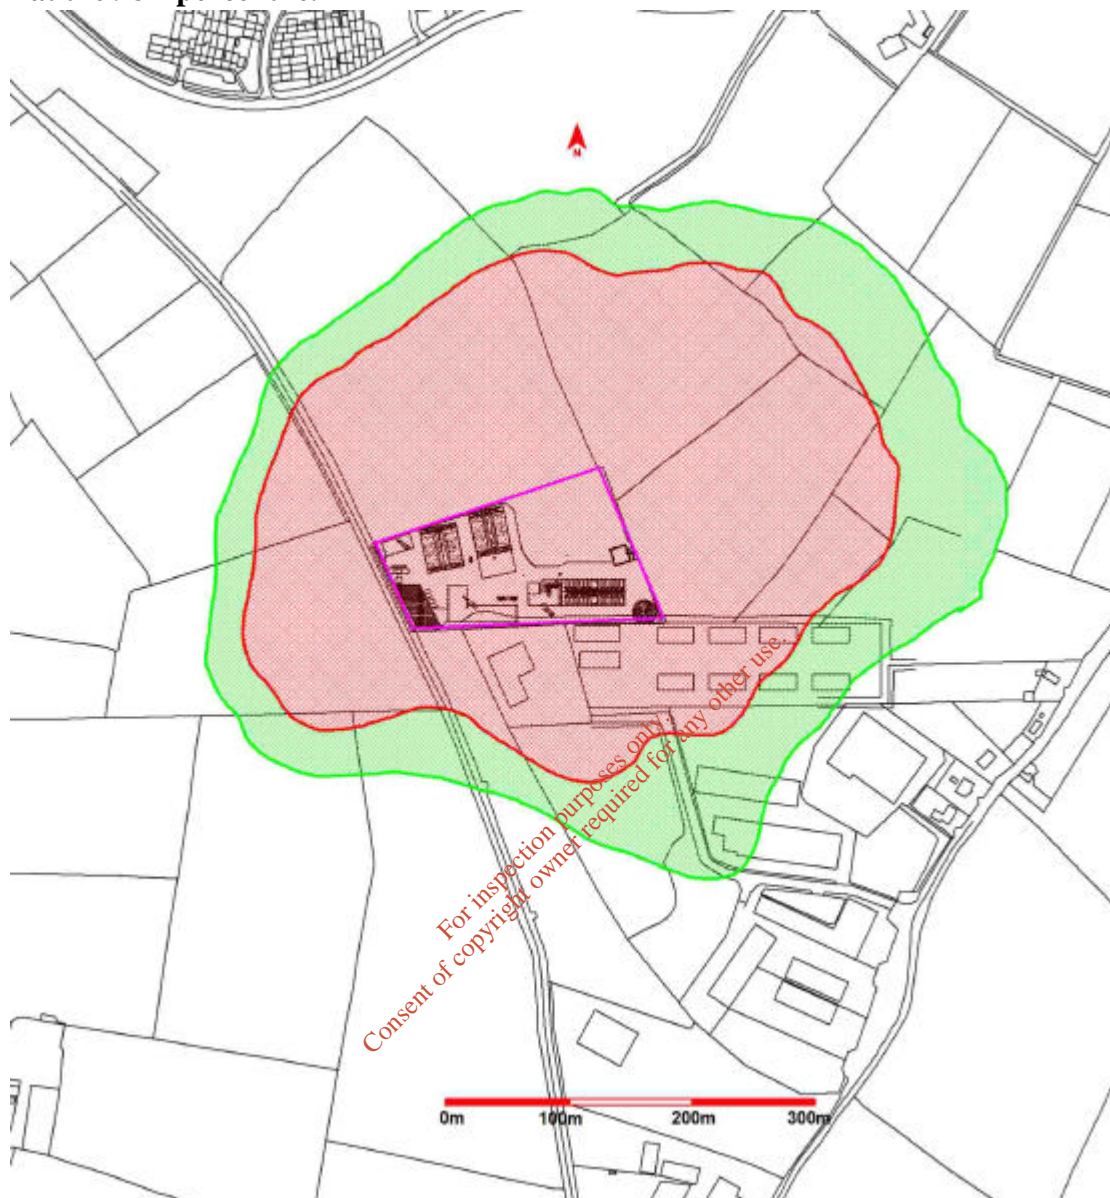 N
For inspection purposes only.
Consent of copyright owner required for any other use.
0m 100m 200m 300m